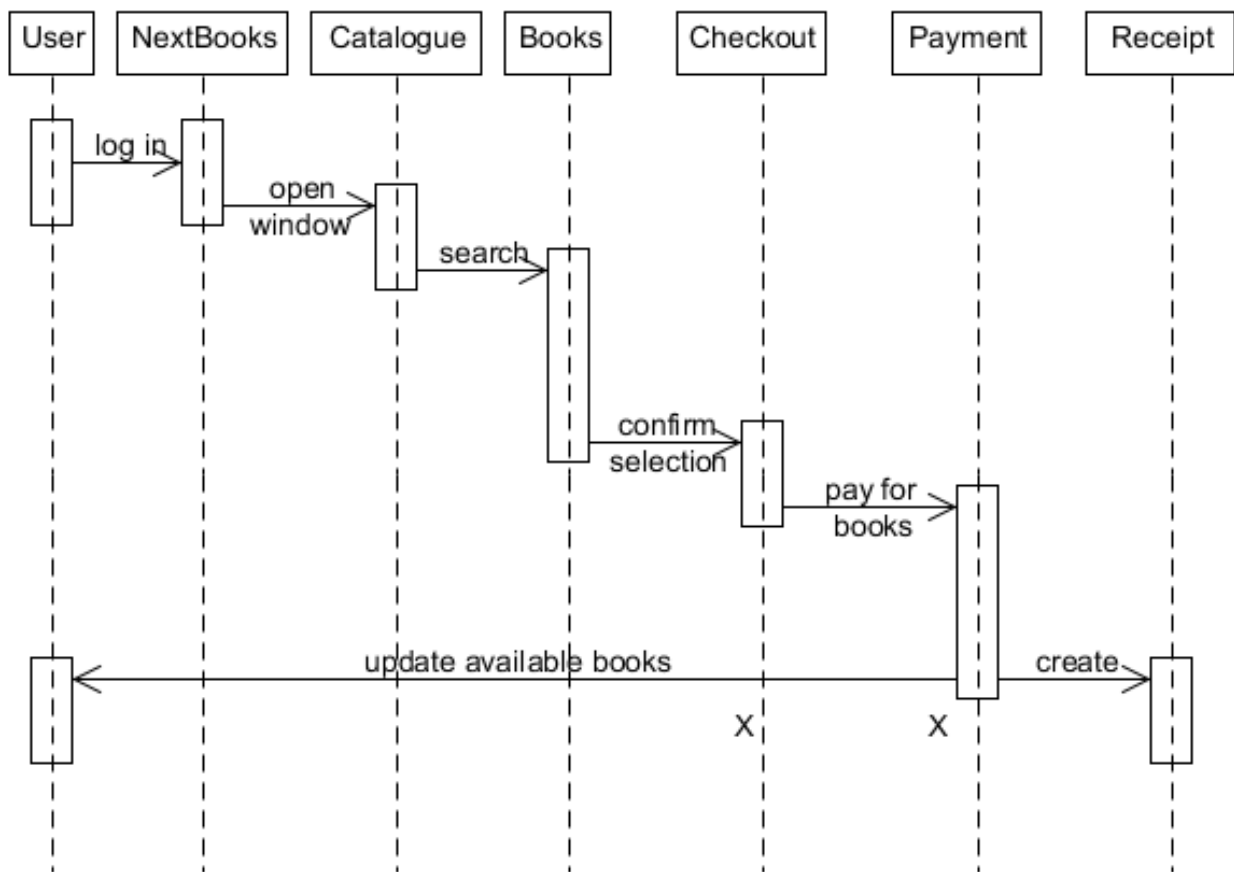 User
NextBooks
Catalogue
Books
Checkout
Payment
Receipt
log in
open
window
search
confirm
selection
pay for
books
update available books
create
X
X